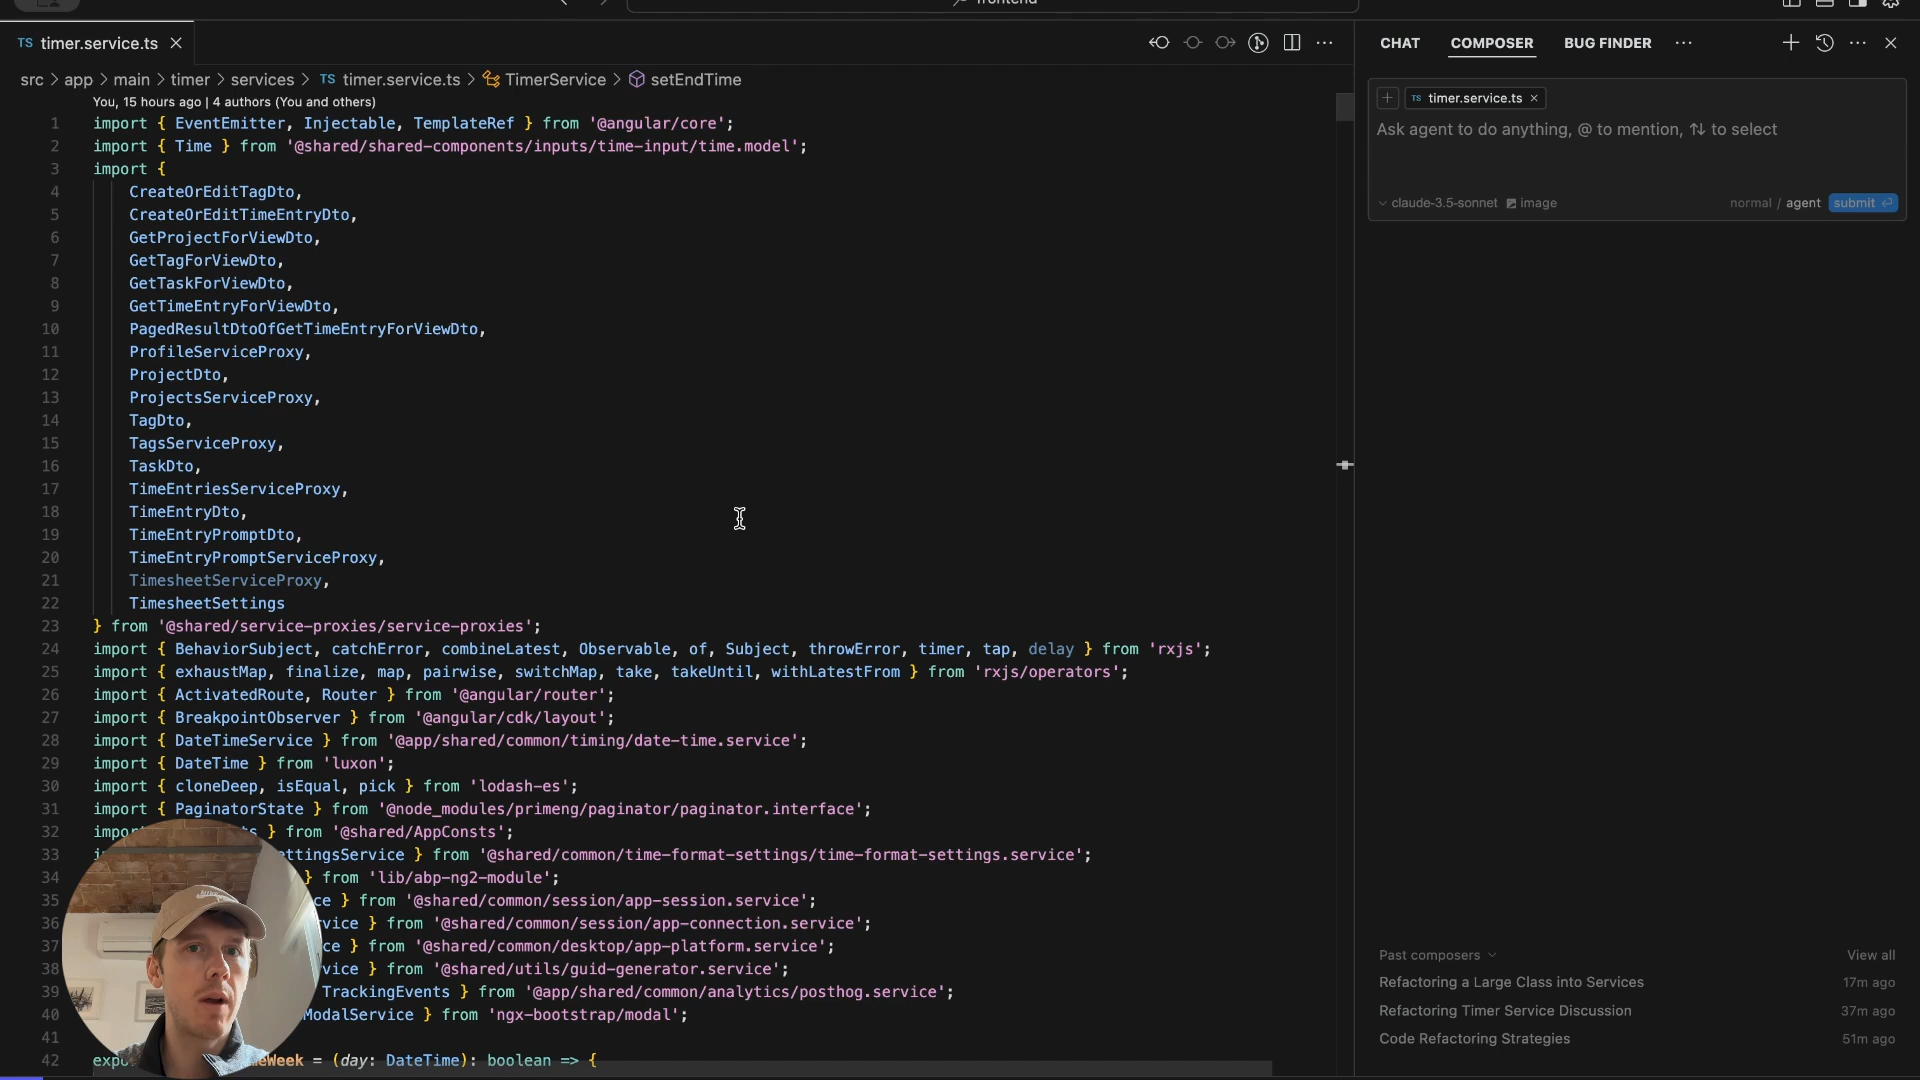 frontend
TS timer.service.ts
src > app > main > timer > services > TS timer.service.ts > TimerService > setEndTime
You, 15 hours ago | 4 authors (You and others)
1 import { EventEmitter, Injectable, TemplateRef } from '@angular/core';
2 import { Time } from '@shared/shared-components/inputs/time-input/time.model';
3 import {
4 CreateOrEditTagDto,
5 CreateOrEditTimeEntryDto,
6 GetProjectForViewDto,
7 GetTagForViewDto,
8 GetTaskForViewDto,
9 GetTimeEntryForViewDto,
10 PagedResultDtoOfGetTimeEntryForViewDto,
11 ProfileServiceProxy,
12 ProjectDto,
13 ProjectsServiceProxy,
14 TagDto,
15 TagsServiceProxy,
16 TaskDto,
17 TimeEntriesServiceProxy,
18 TimeEntryDto,
19 TimeEntryPromptDto,
20 TimeEntryPromptServiceProxy,
21 TimesheetServiceProxy,
22 TimesheetSettings
23 } from '@shared/service-proxies/service-proxies';
24 import { BehaviorSubject, catchError, combineLatest, Observable, of, Subject, throwError, timer, tap, delay } from 'rxjs';
25 import { exhaustMap, finalize, map, pairwise, switchMap, take, takeUntil, withLatestFrom } from 'rxjs/operators';
26 import { ActivatedRoute, Router } from '@angular/router';
27 import { BreakpointObserver } from '@angular/cdk/layout';
28 import { DateTimeService } from '@app/shared/common/timing/date-time.service';
29 import { DateTime } from 'luxon';
30 import { cloneDeep, isEqual, pick } from 'lodash-es';
31 import { PaginatorState } from '@node_modules/primeng/paginator/paginator.interface';
32 } from '@shared/AppConsts';
33 ttingsService } from '@shared/common/time-format-settings/time-format-settings.service';
34 } from 'lib/abp-ng2-module';
35 ce } from '@shared/common/session/app-session.service';
36 vice } from '@shared/common/session/app-connection.service';
37 ce } from '@shared/common/desktop/app-platform.service';
38 vice } from '@shared/utils/guid-generator.service';
39 TrackingEvents } from '@app/shared/common/analytics/posthog.service';
40 ModalService } from 'ngx-bootstrap/modal';
41
42 Week = (day: DateTime): boolean => {
CHAT COMPOSER BUG FINDER
TS timer.service.ts
Ask agent to do anything, @ to mention, ⇅ to select
claude-3.5-sonnet image normal / agent submit
Past composers View all
Refactoring a Large Class into Services 17m ago
Refactoring Timer Service Discussion 37m ago
Code Refactoring Strategies 51m ago